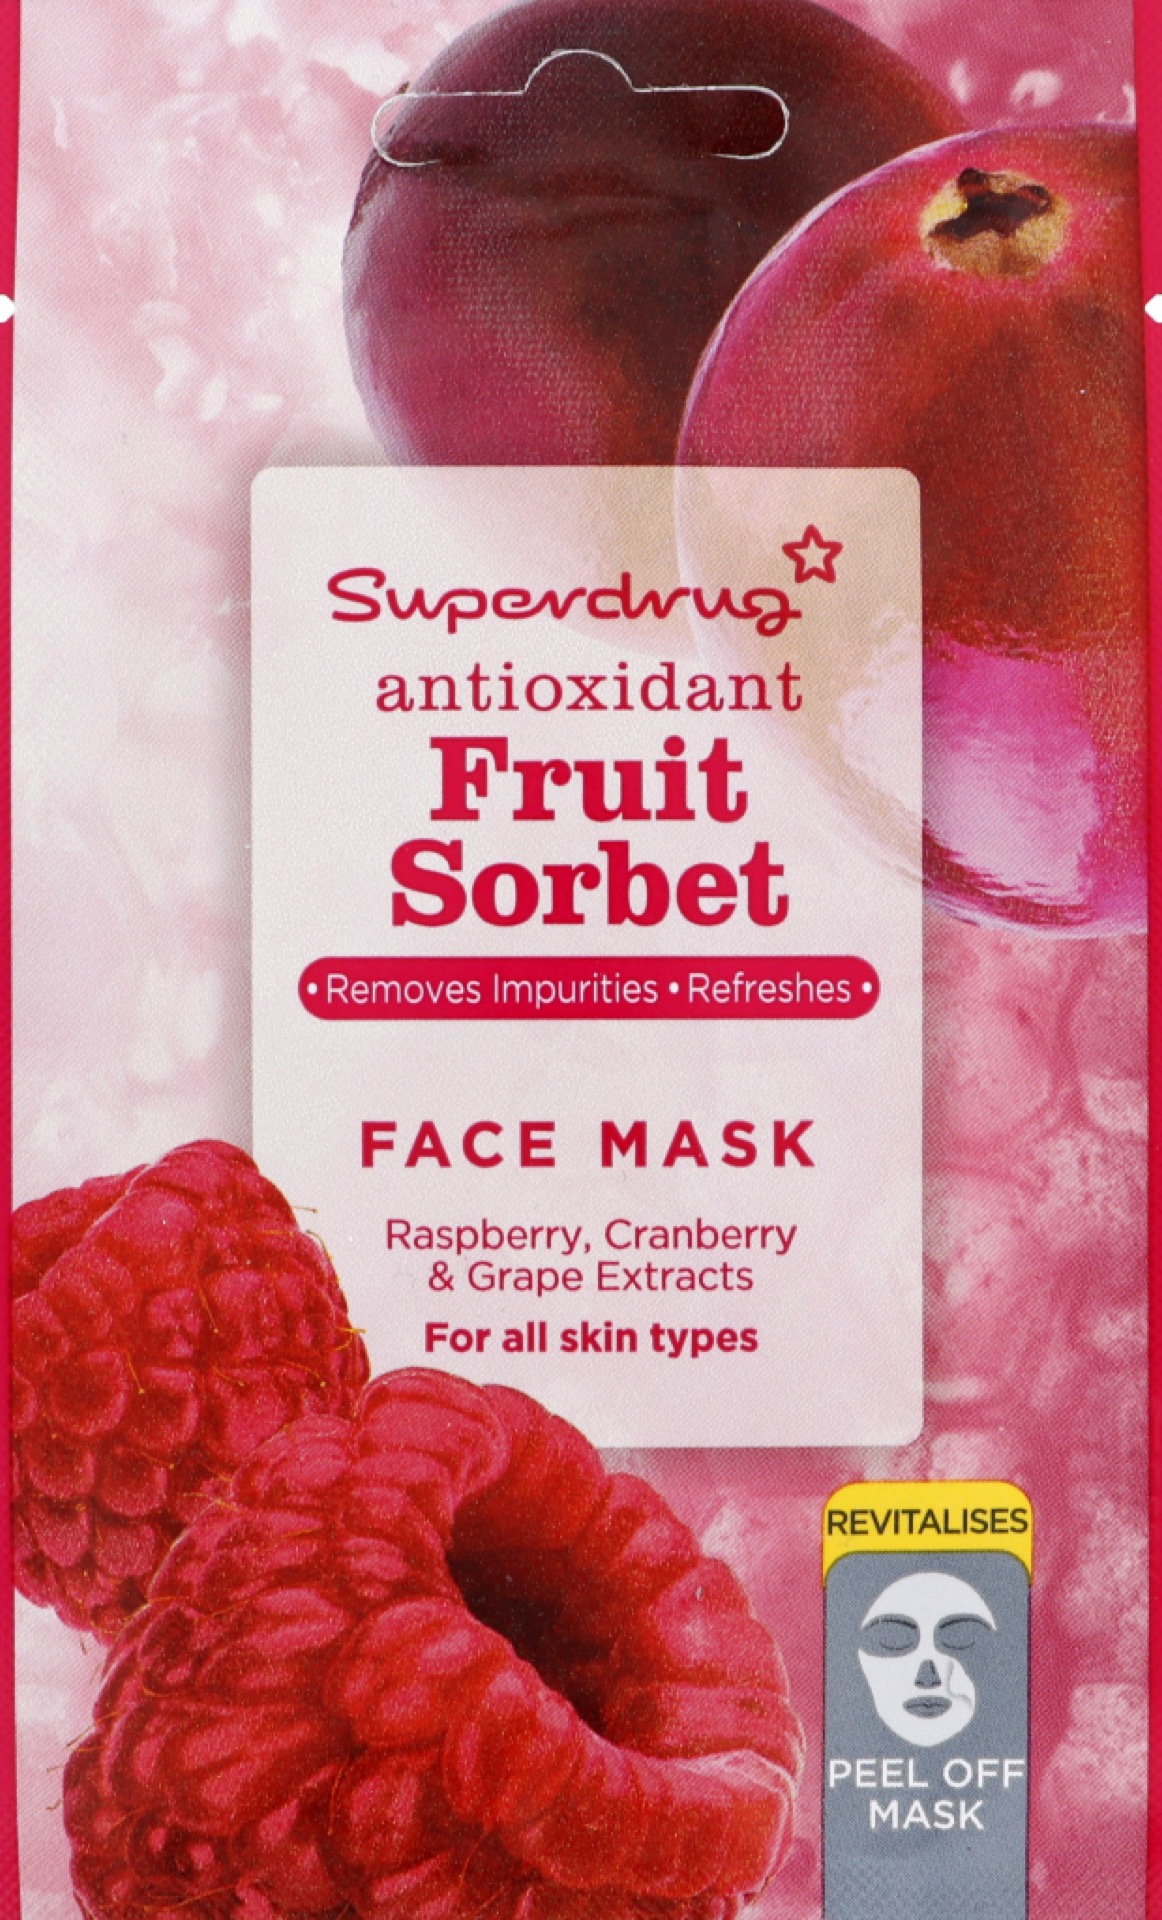 Superdrug
antioxidant
Fruit
Sorbet
• Removes Impurities • Refreshes •
FACE MASK
Raspberry, Cranberry
& Grape Extracts
For all skin types
REVITALISES
PEEL OFF
MASK